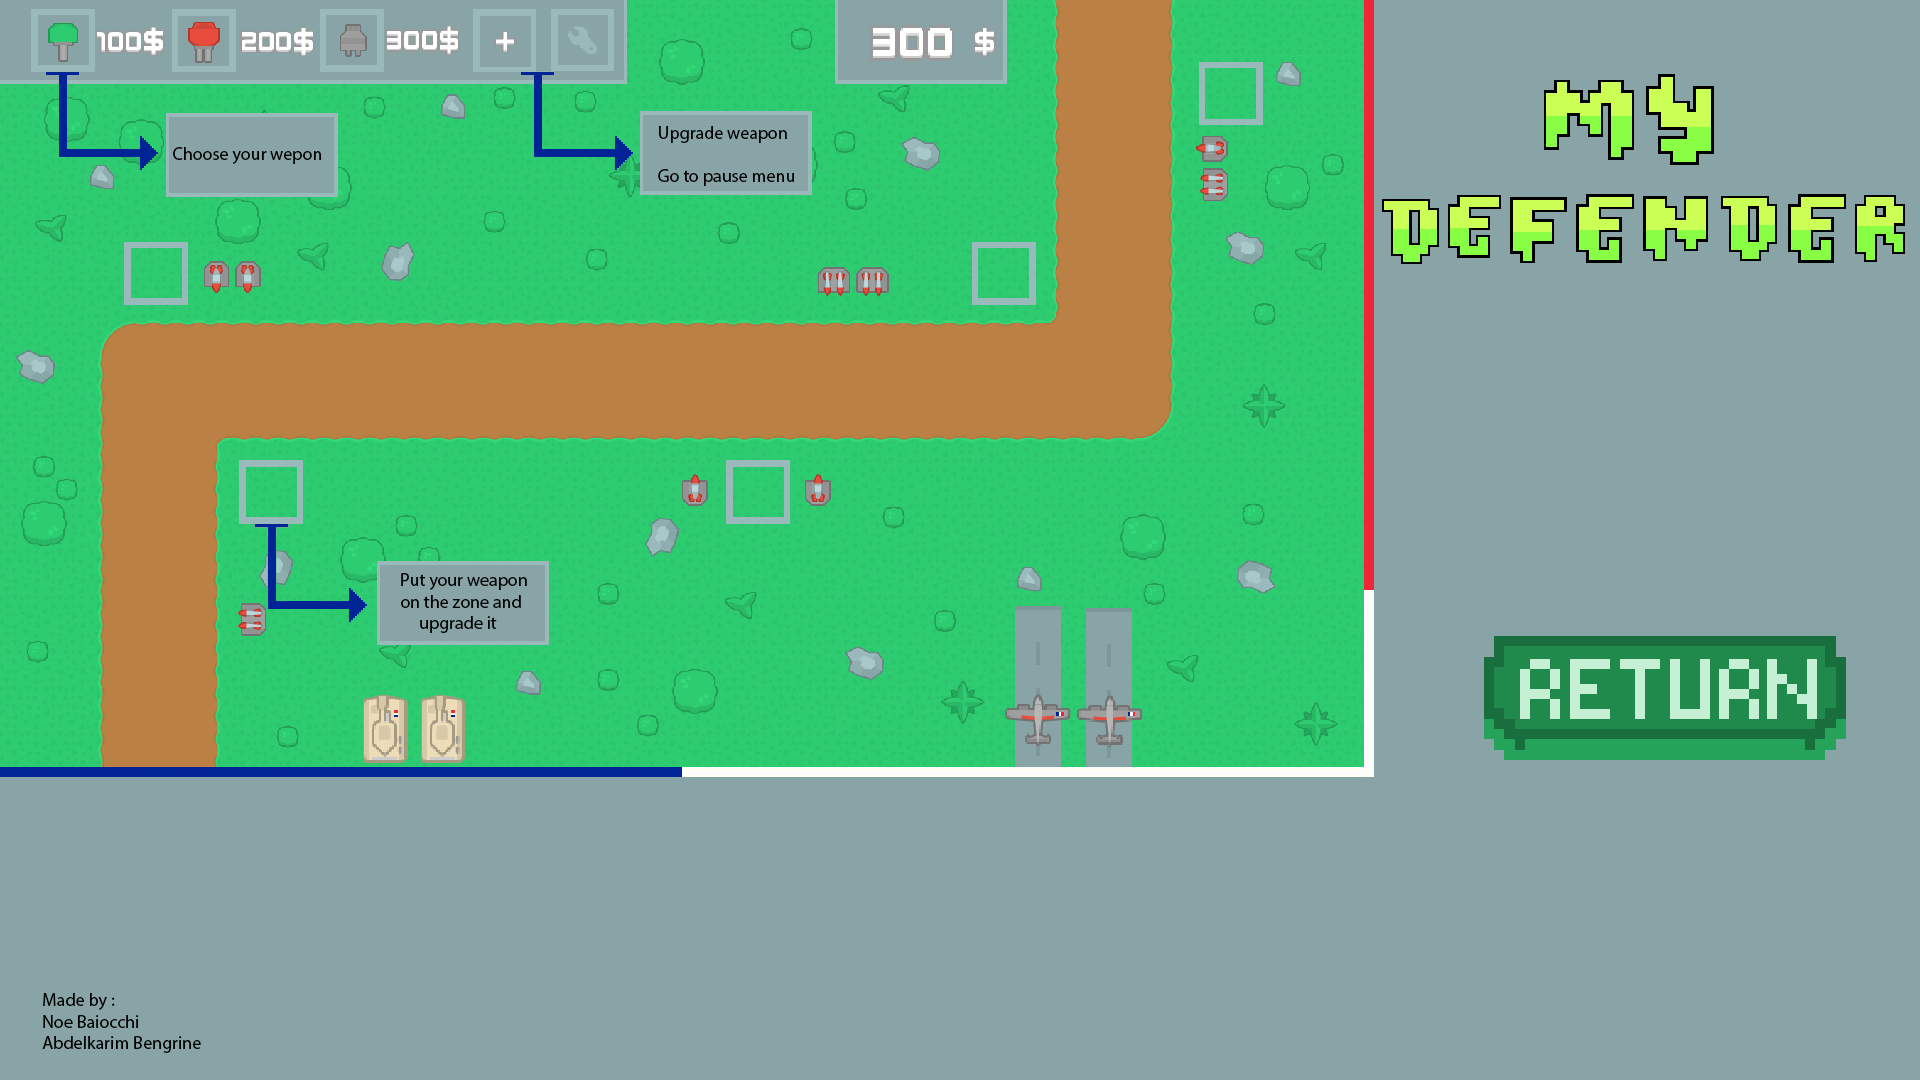 100$ 200$ 300$ +
300 $
Choose your wepon
Upgrade weapon
Go to pause menu
MY
DEFENDER
Put your weapon
on the zone and
upgrade it
RETURN
Made by :
Noe Baiocchi
Abdelkarim Bengrine